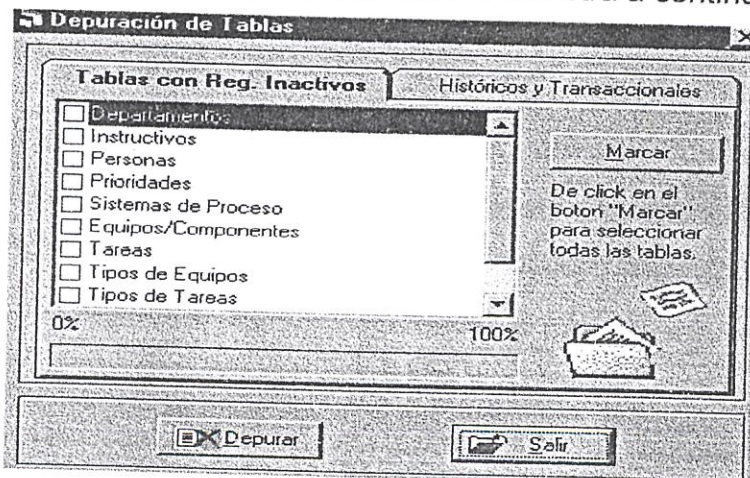 Depuración de Tablas
Tablas con Reg. Inactivos
Históricos y Transaccionales
Departamentos
Instructivos
Personas
Prioridades
Sistemas de Proceso
Equipos/Componentes
Tareas
Tipos de Equipos
Tipos de Tareas
Marcar
De click en el
boton "Marcar"
para seleccionar
todas las tablas.
0% 100%
Depurar
Salir